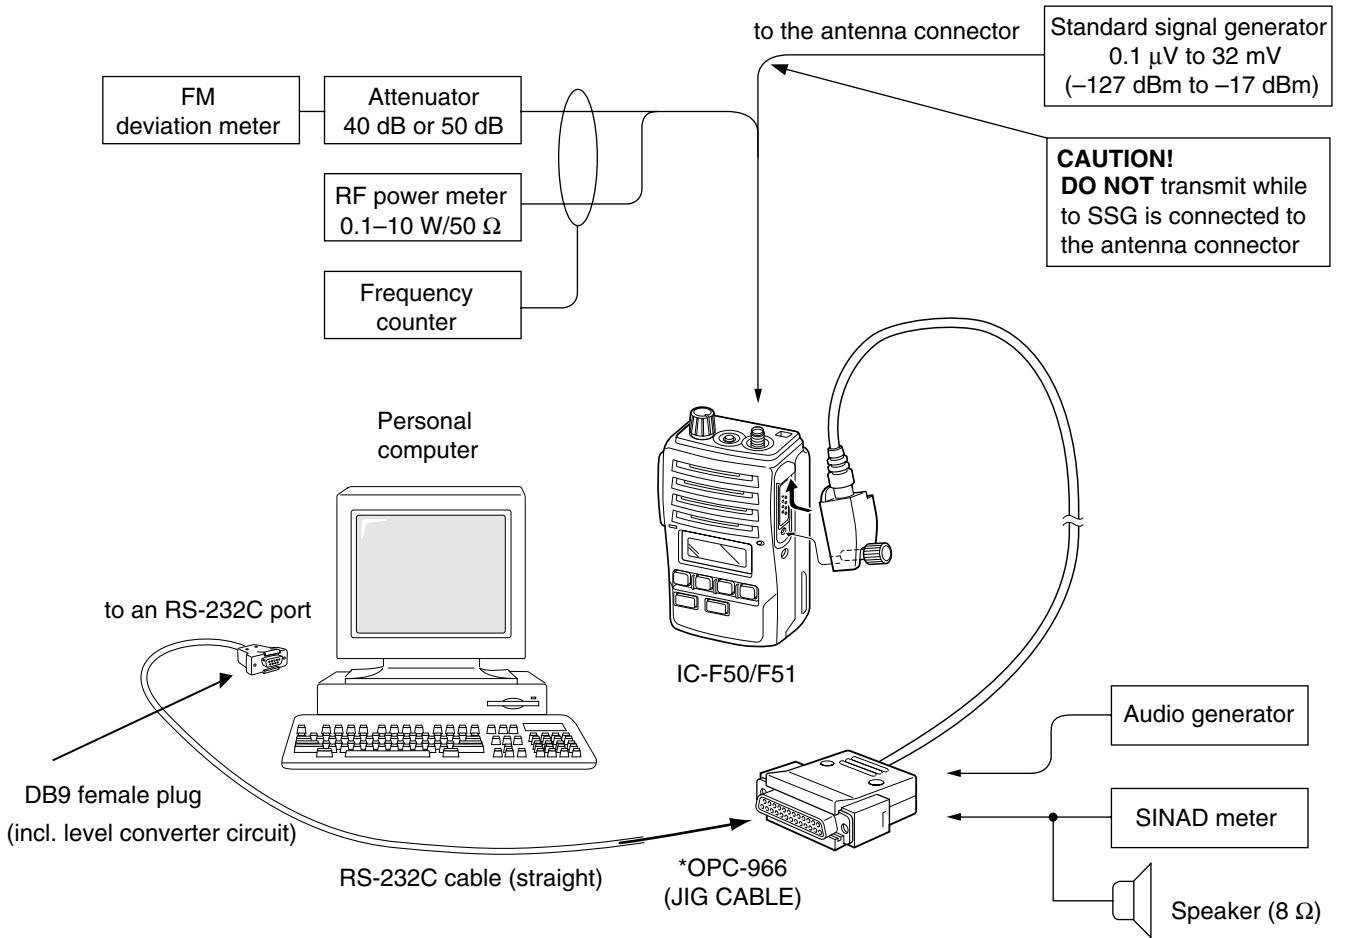 to the antenna connector
Standard signal generator
0.1 μV to 32 mV
(–127 dBm to –17 dBm)
FM
deviation meter
Attenuator
40 dB or 50 dB
CAUTION!
DO NOT transmit while
to SSG is connected to
the antenna connector
RF power meter
0.1–10 W/50 Ω
Frequency
counter
Personal
computer
to an RS-232C port
IC-F50/F51
Audio generator
DB9 female plug
(incl. level converter circuit)
SINAD meter
RS-232C cable (straight)
*OPC-966
(JIG CABLE)
Speaker (8 Ω)